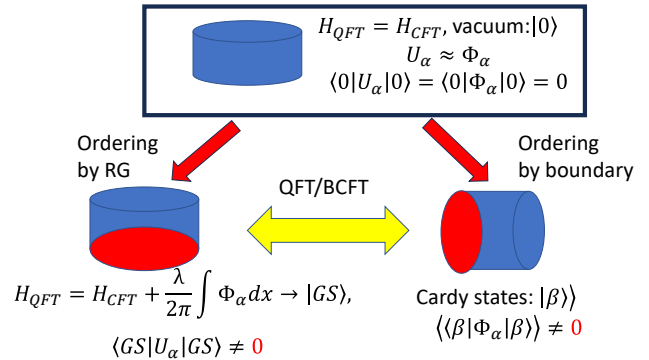 H_{QFT} = H_{CFT}, vacuum:|0⟩
U_α ≈ Φ_α
⟨0|U_α|0⟩ = ⟨0|Φ_α|0⟩ = 0
Ordering
by RG
Ordering
by boundary
QFT/BCFT
H_{QFT} = H_{CFT} + \frac{λ}{2π} ∫ Φ_α dx → |GS⟩,
⟨GS|U_α|GS⟩ ≠ 0
Cardy states: |β⟩⟩
⟨⟨β|Φ_α|β⟩⟩ ≠ 0